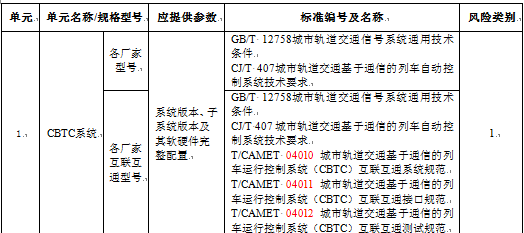 单元 单元名称/规格型号 应提供参数 标准编号及名称 风险类别
1. CBTC系统
各厂家
型号
GB/T 12758城市轨道交通信号系统通用技术
条件
CJ/T 407城市轨道交通基于通信的列车自动控
制系统技术要求
各厂家
互联互
通型号
系统版本、子
系统版本及
其软硬件完
整配置
GB/T 12758城市轨道交通信号系统通用技术
条件
CJ/T 407 城市轨道交通基于通信的列车自动
控制系统技术要求
T/CAMET 04010 城市轨道交通基于通信的列
车运行控制系统（CBTC）互联互通系统规范
T/CAMET 04011 城市轨道交通基于通信的列
车运行控制系统（CBTC）互联互通接口规范
T/CAMET 04012 城市轨道交通基于通信的列
车运行控制系统（CBTC）互联互通测试规范
1